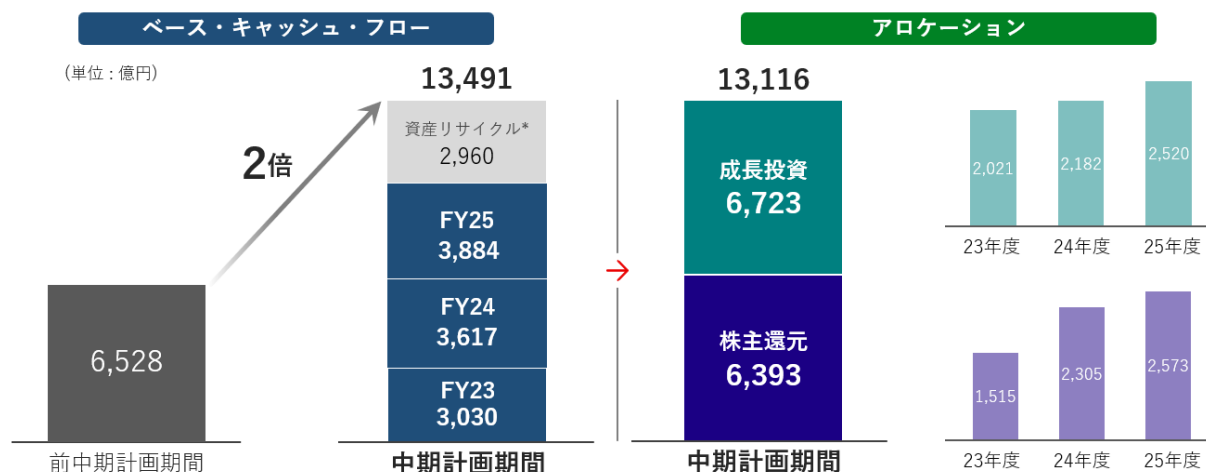 ベース・キャッシュ・フロー
(単位：億円)
13,491
資産リサイクル*
2,960
2倍
FY25
3,884
FY24
3,617
FY23
3,030
6,528
前中期計画期間
中期計画期間
アロケーション
13,116
成長投資
6,723
株主還元
6,393
中期計画期間
2,021
2,182
2,520
23年度
24年度
25年度
1,515
2,305
2,573
23年度
24年度
25年度